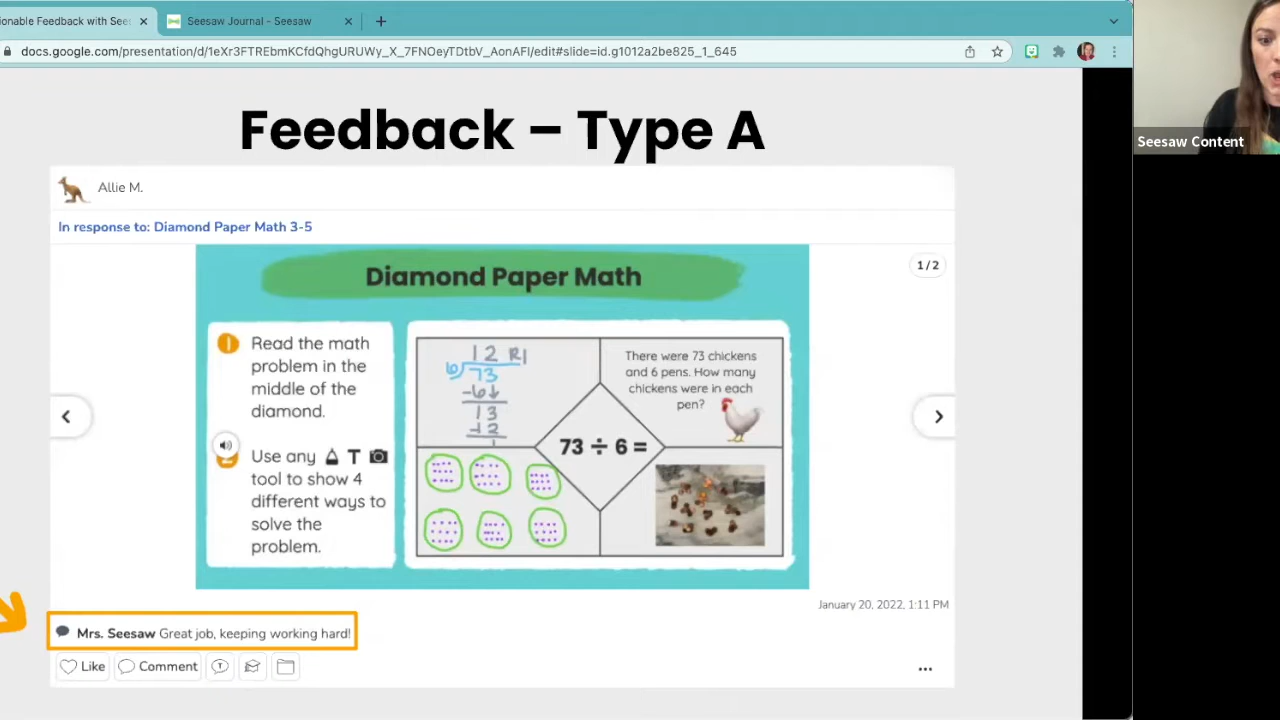 ionable Feedback with See
Seesaw Journal - Seesaw
docs.google.com/presentation/d/1eXr3FTREbmKCfdQhgURUWy_X_7FNOeyTDtbV_AonAFI/edit#slide=id.g1012a2be825_1_645
Seesaw Content
Feedback – Type A
Allie M.
In response to: Diamond Paper Math 3-5
1/2
Diamond Paper Math
1 Read the math
problem in the
middle of the
diamond.
2 Use any T
tool to show 4
different ways to
solve the
problem.
12 R1
6 73
-6
13
-12
1
There were 73 chickens
and 6 pens. How many
chickens were in each
pen?
73 ÷ 6 =
January 20, 2022, 1:11 PM
Mrs. Seesaw Great job, keeping working hard!
Like Comment